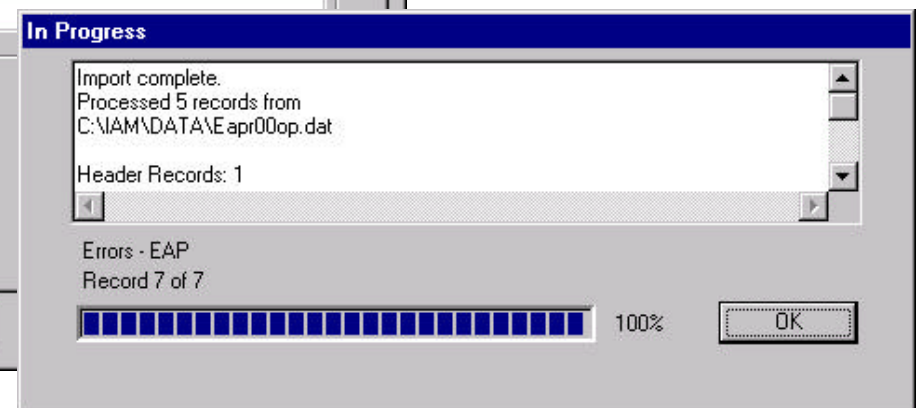 In Progress
Import complete.
Processed 5 records from
C:\IAM\DATA\Eapr00op.dat
Header Records: 1
Errors - EAP
Record 7 of 7
100%
OK